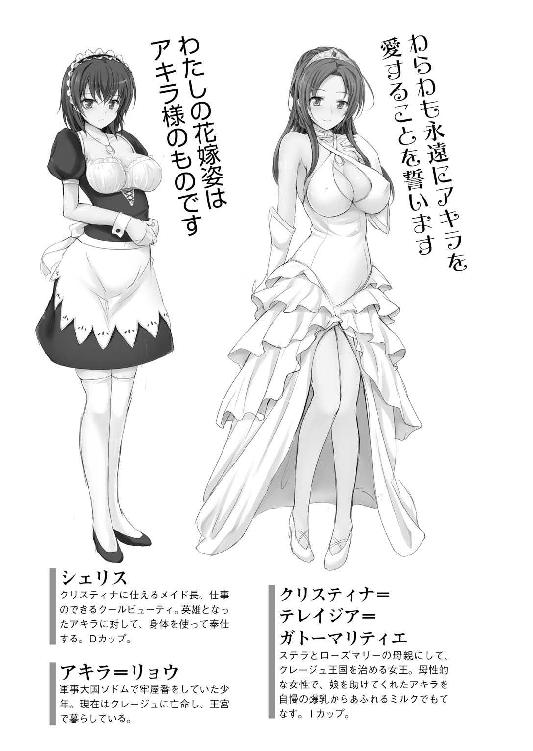 わらわも永遠にアキラを
愛することを誓います
わたしの花嫁姿は
アキラ様のものです
クリスティナ＝
テレイジア＝
ガトーマリティエ
ステラとローズマリーの母親にして、
クレージュ王国を治める女王。母性的
な女性で、娘を助けてくれたアキラを
自慢の爆乳からあふれるミルクでもて
なす。Ｉカップ。
シェリス
クリスティナに仕えるメイド長。仕事
のできるクールビューティ。英雄となっ
たアキラに対して、身体を使って奉仕
する。Ｄカップ。
アキラ＝リョウ
軍事大国ソドムで牢屋番をしていた少
年。現在はクレージュに亡命し、王宮
で暮らしている。